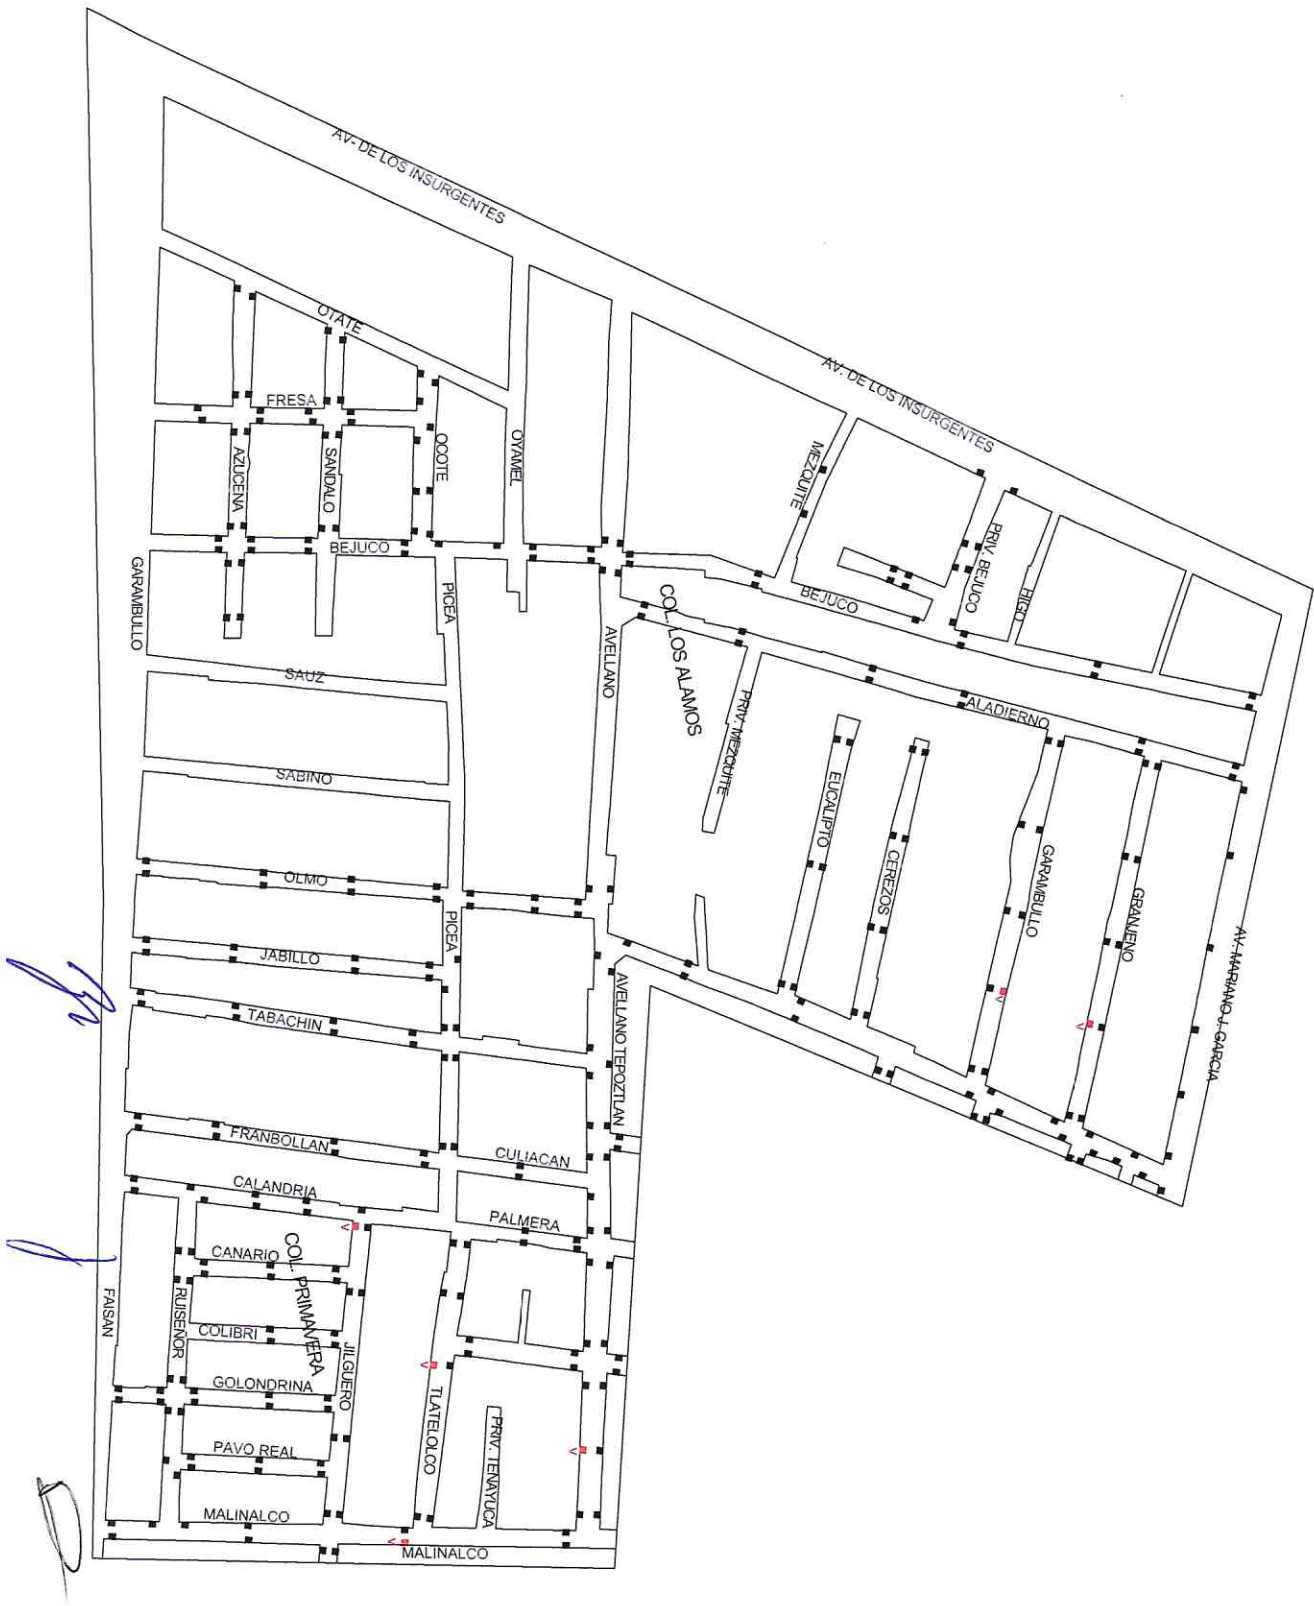 AV- DE LOS INSURGENTES
AV. DE LOS INSURGENTES
OTATE
FRESA
AZUCENA
SANDALO
OCOTE
OYAMEL
MEZQUITE
PRIV. BEJUCO
HIGO
BEJUCO
BEJUCO
GARAMBULLO
PICEA
AVELLANO
COL. LOS ALAMOS
SAUZ
PRIV. MEZQUITE
ALADIERNO
SABINO
EUCALIPTO
CEREZOS
GARAMBULLO
GRANJENO
AV. MARIANO J. GARCIA
OLMO
PICEA
JABILLO
AVELLANO TEPOZTLAN
TABACHIN
FRANBOLLAN
CULIACAN
CALANDRIA
PALMERA
V
V
V
CANARIO
COL. PRIMAVERA
FAISAN
RUISEÑOR
COLIBRI
JILGUERO
GOLONDRINA
V
TLATELOLCO
PAVO REAL
PRIV. TENAYUCA
V
MALINALCO
V
MALINALCO